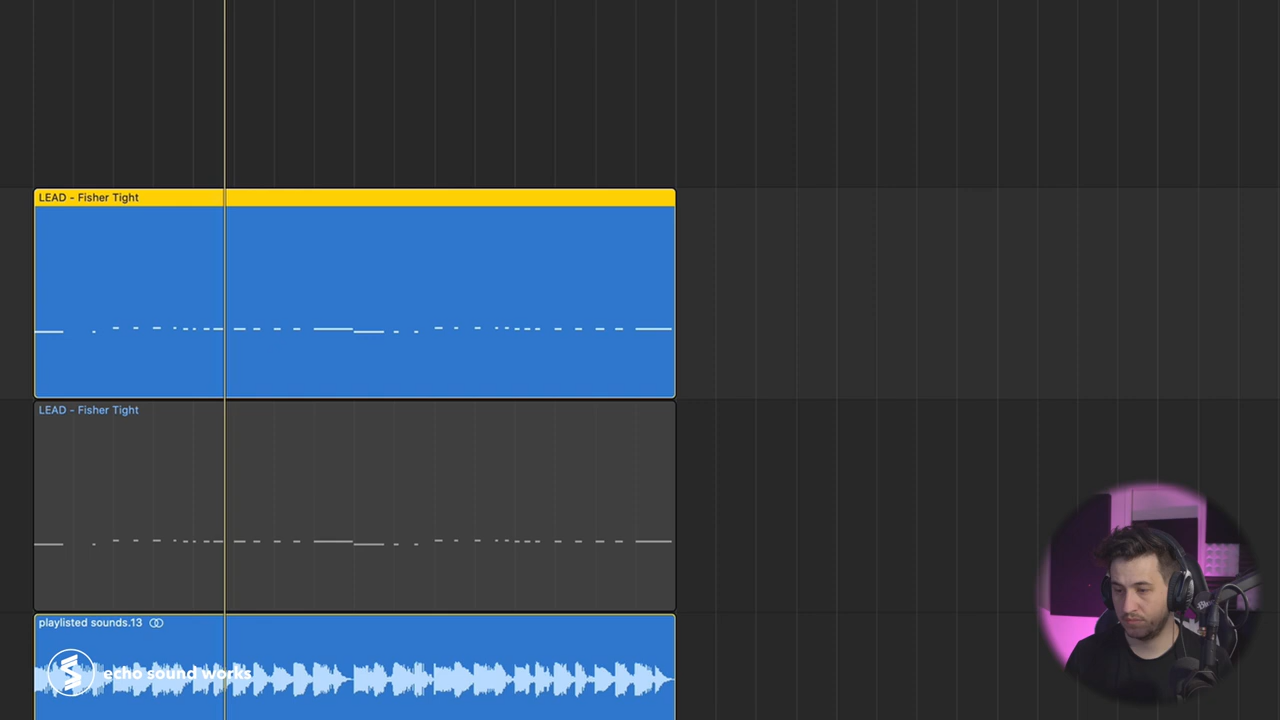 LEAD - Fisher Tight
LEAD - Fisher Tight
playlisted sounds.13
echo sound works